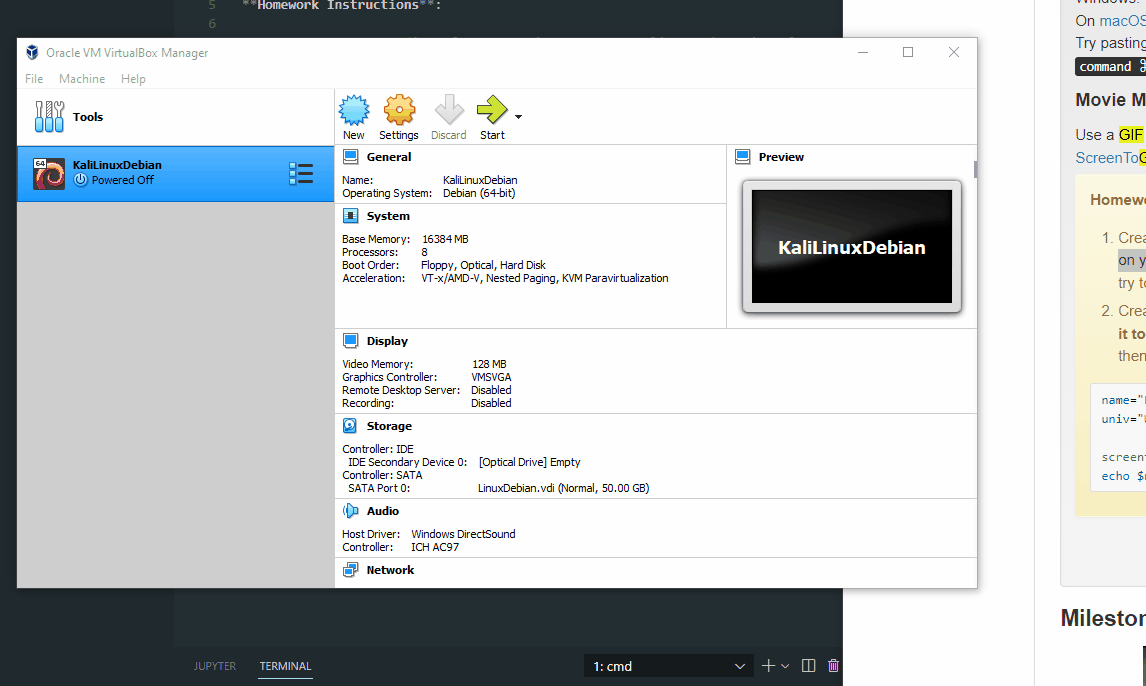 5 **Homework Instructions**:
6
Oracle VM VirtualBox Manager
File Machine Help
Tools
64
KaliLinuxDebian
Powered Off
New Settings Discard Start
General
Name: KaliLinuxDebian
Operating System: Debian (64-bit)
System
Base Memory: 16384 MB
Processors: 8
Boot Order: Floppy, Optical, Hard Disk
Acceleration: VT-x/AMD-V, Nested Paging, KVM Paravirtualization
Preview
KaliLinuxDebian
Display
Video Memory: 128 MB
Graphics Controller: VMSVGA
Remote Desktop Server: Disabled
Recording: Disabled
Storage
Controller: IDE
IDE Secondary Device 0: [Optical Drive] Empty
Controller: SATA
SATA Port 0: LinuxDebian.vdi (Normal, 50.00 GB)
Audio
Host Driver: Windows DirectSound
Controller: ICH AC97
Network
JUPYTER TERMINAL
1: cmd
Windows.
On macOS
Try pasting
command ⌘
Movie M
Use a GIF
ScreenToG
Homewo
1. Crea
on y
try to
2. Crea
it to
then
name="
univ="
screen
echo $
Mileston